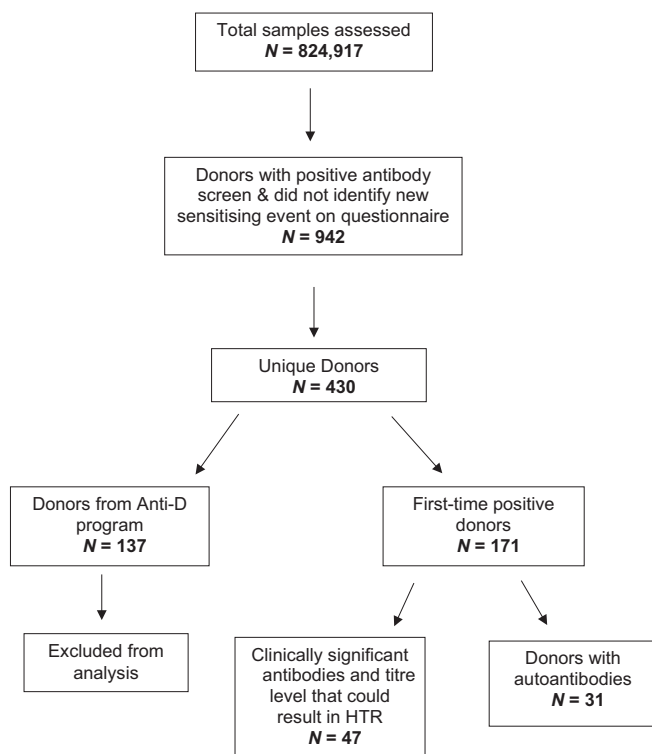 Total samples assessed
N = 824,917
Donors with positive antibody
screen & did not identify new
sensitising event on questionnaire
N = 942
Unique Donors
N = 430
Donors from Anti-D
program
N = 137
First-time positive
donors
N = 171
Excluded from
analysis
Clinically significant
antibodies and titre
level that could
result in HTR
N = 47
Donors with
autoantibodies
N = 31